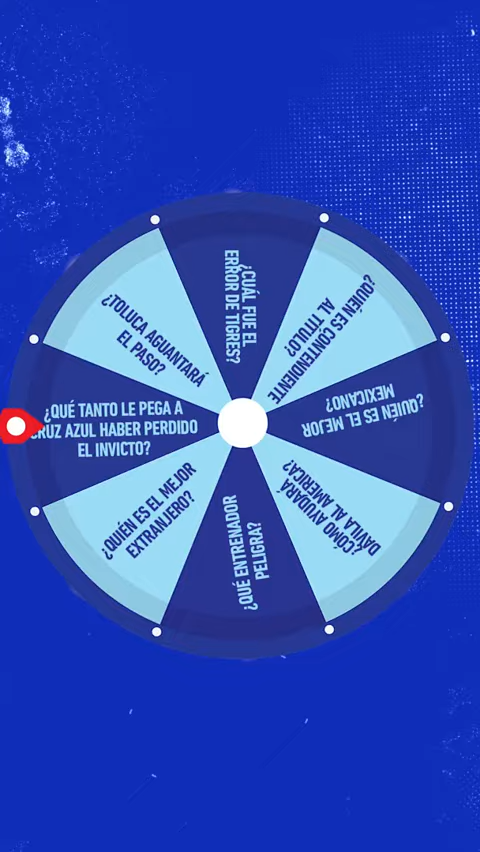 ¿CUÁL FUE EL
ERROR DE TIGRES?
¿QUIÉN ES CONTENDIENTE
AL TITULO?
¿QUIÉN ES EL MEJOR
MEXICANO?
¿CÓMO AYUDARÁ
DÁVILA AL AMERICA?
¿QUÉ ENTRENADOR
PELIGRA?
¿QUIÉN ES EL MEJOR
EXTRANJERO?
¿QUÉ TANTO LE PEGA A
CRUZ AZUL HABER PERDIDO
EL INVICTO?
¿TOLUCA AGUANTARÁ
EL PASO?